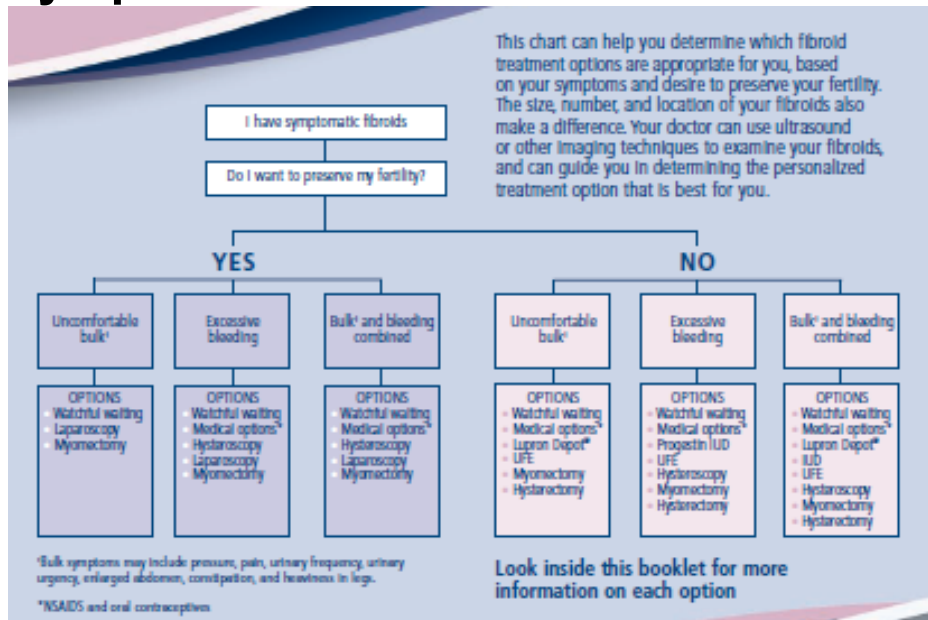 This chart can help you determine which fibroid
treatment options are appropriate for you, based
on your symptoms and desire to preserve your fertility.
The size, number, and location of your fibroids also
make a difference. Your doctor can use ultrasound
or other imaging techniques to examine your fibroids,
and can guide you in determining the personalized
treatment option that is best for you.
I have symptomatic fibroids
Do I want to preserve my fertility?
YES
Uncomfortable
bulk†
OPTIONS
Watchful waiting
Laparoscopy
Myomectomy
Excessive
bleeding
OPTIONS
Watchful waiting
Medical options*
Hysteroscopy
Laparoscopy
Myomectomy
Bulk† and bleeding
combined
OPTIONS
Watchful waiting
Medical options*
Hysteroscopy
Laparoscopy
Myomectomy
NO
Uncomfortable
bulk†
OPTIONS
Watchful waiting
Medical options*
Lupron Depot®
UFE
Myomectomy
Hysterectomy
Excessive
bleeding
OPTIONS
Watchful waiting
Medical options*
Progestin IUD
UFE
Hysteroscopy
Myomectomy
Hysterectomy
Bulk† and bleeding
combined
OPTIONS
Watchful waiting
Medical options*
Lupron Depot®
IUD
UFE
Hysteroscopy
Myomectomy
Hysterectomy
†Bulk symptoms may include pressure, pain, urinary frequency, urinary
urgency, enlarged abdomen, constipation, and heaviness in legs.
*NSAIDS and oral contraceptives
Look inside this booklet for more
information on each option